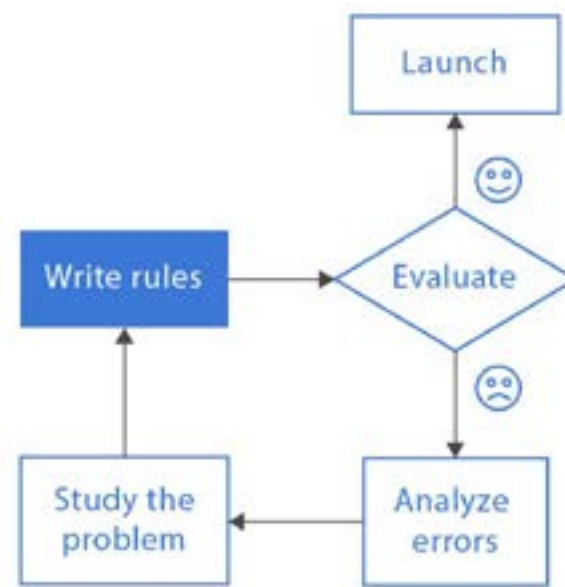 Launch
Write rules
Evaluate
Study the
problem
Analyze
errors